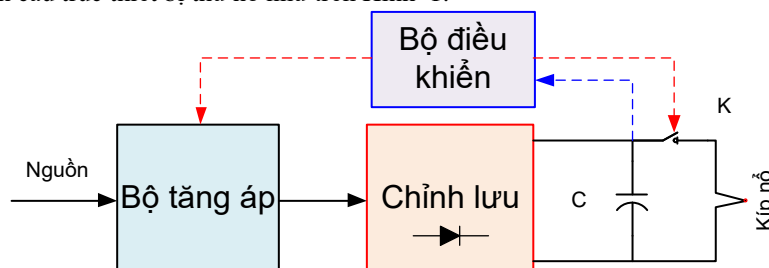 Bộ điều
khiển
K
Nguồn
Bộ tăng áp
Chỉnh lưu
C
Kíp nổ